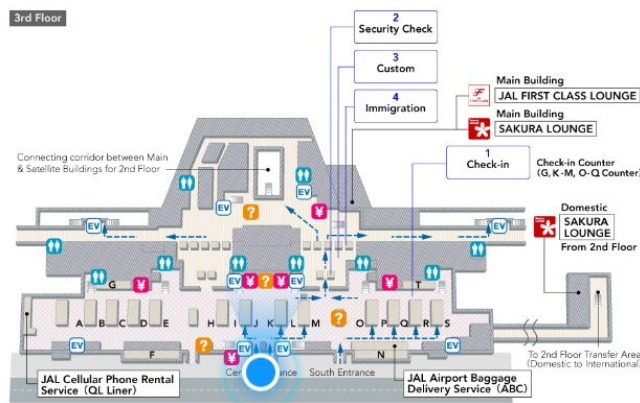 3rd Floor
2
Security Check
3
Custom
4
Immigration
Main Building
JAL FIRST CLASS LOUNGE
Main Building
SAKURA LOUNGE
1
Check-in
Check-in Counter
(G, K - M, O-Q Counter)
Connecting corridor between Main
& Satellite Buildings for 2nd Floor
Domestic
SAKURA
LOUNGE
From 2nd Floor
EV
EV
EV
EV
EV
EV
EV
EV
EV
EV
EV
?
?
?
?
¥
¥
¥
¥
¥
¥
G
T
A B C D E
H I J K L M
O P Q R S
F
N
South Entrance
To 2nd Floor Transfer Area
(Domestic to International)
JAL Cellular Phone Rental
Service (QL Liner)
JAL Airport Baggage
Delivery Service (ABC)